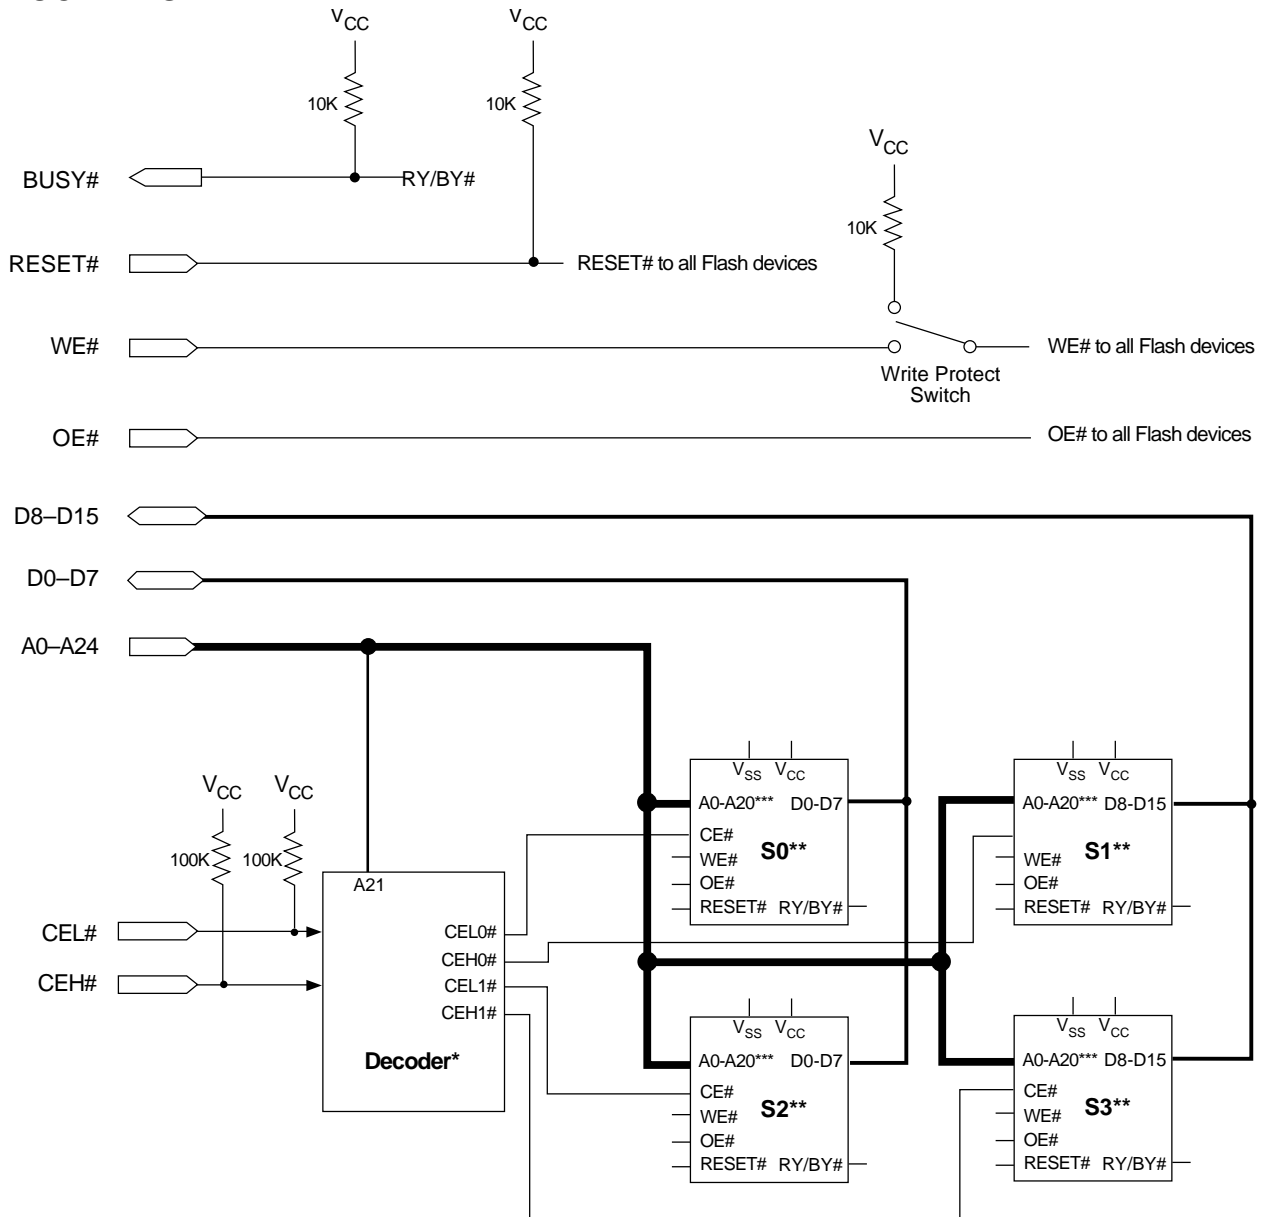 VCC VCC
10K 10K
VCC
BUSY# RY/BY#
10K
RESET# RESET# to all Flash devices
WE# WE# to all Flash devices
Write Protect
Switch
OE# OE# to all Flash devices
D8–D15
D0–D7
A0–A24
VSS VCC VSS VCC
VCC VCC
A0-A20*** D0-D7 A0-A20*** D8-D15
CE#
S0** S1**
100K 100K
WE# WE#
A21
OE# OE#
RESET# RY/BY# RESET# RY/BY#
CEL# CEL0#
CEH0#
CEH# CEL1#
CEH1#
VSS VCC VSS VCC
Decoder*
A0-A20*** D0-D7 A0-A20*** D8-D15
CE# CE#
S2** S3**
WE# WE#
OE# OE#
RESET# RY/BY# RESET# RY/BY#